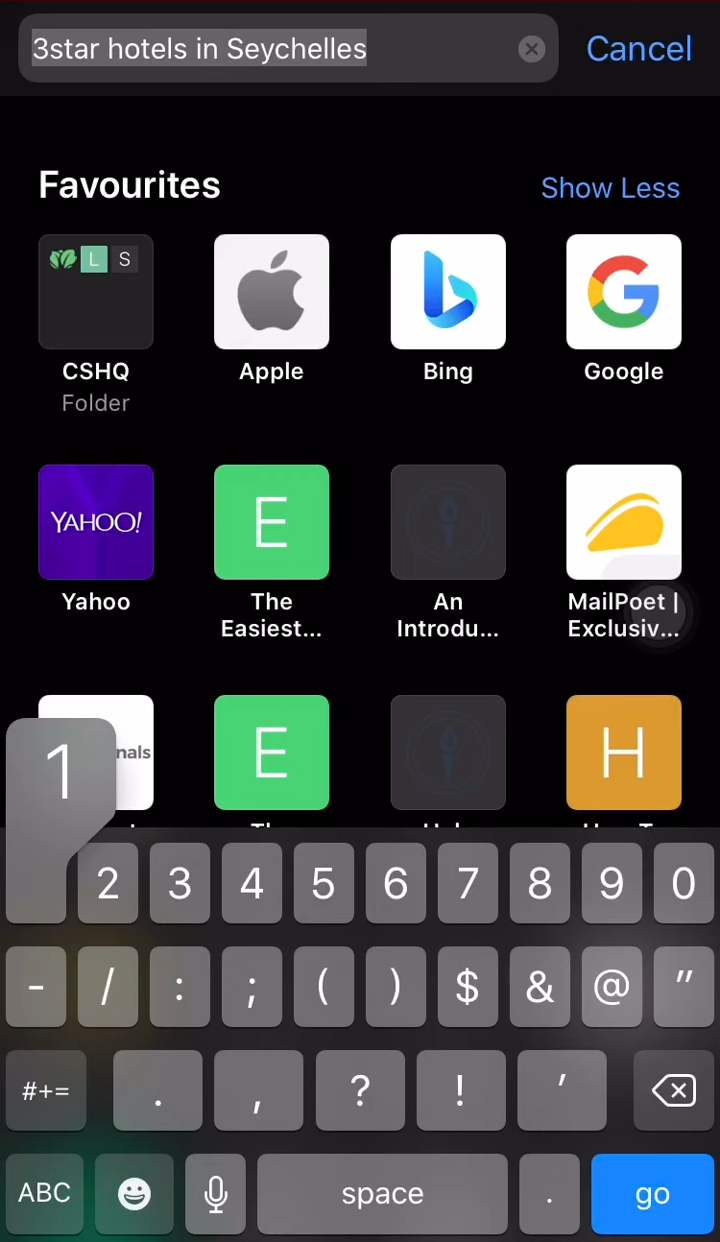 3star hotels in Seychelles
Cancel
Favourites
Show Less
L S
CSHQ
Folder
Apple
Bing
G
Google
YAHOO!
Yahoo
E
The
Easiest...
An
Introdu...
MailPoet |
Exclusiv...
nals
E
H
1
2 3 4 5 6 7 8 9 0
- / : ; ( ) $ & @ "
#+= . , ? ! '
ABC space . go